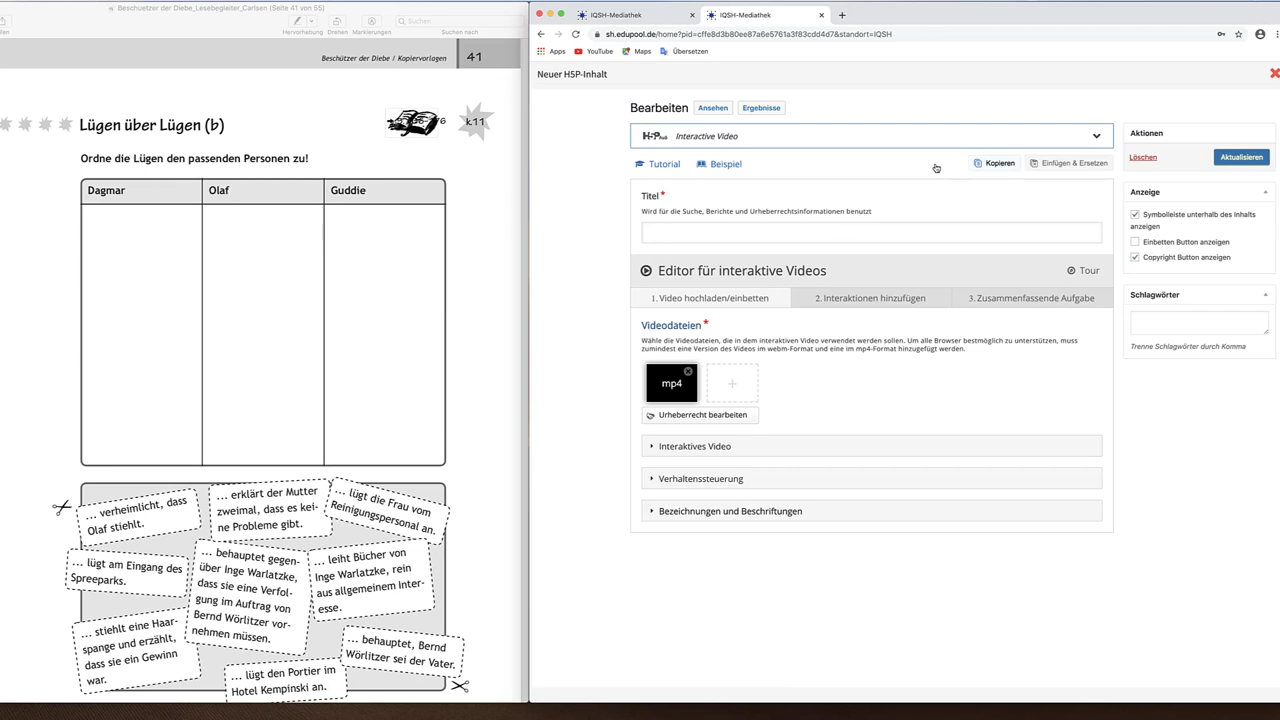 Beschuetzer der Diebe_Lesebegleiter_Carlsen (Seite 41 von 55)
Hervorhebung
Drehen
Markierungen
Suchen
Suchen nach
Beschützer der Diebe / Kopiervorlagen
41
Lügen über Lügen (b)
k11
Ordne die Lügen den passenden Personen zu!
Dagmar
Olaf
Guddie
... verheimlicht, dass
Olaf stiehlt.
... erklärt der Mutter
zweimal, dass es kei-
ne Probleme gibt.
... lügt die Frau vom
Reinigungspersonal an.
... lügt am Eingang des
Spreeparks.
... behauptet gegen-
über Inge Warlatzke,
dass sie eine Verfol-
gung im Auftrag von
Bernd Wörlitzer vor-
nehmen müssen.
... leiht Bücher von
Inge Warlatzke, rein
aus allgemeinem Inter-
esse.
... stiehlt eine Haar-
spange und erzählt,
dass sie ein Gewinn
war.
... lügt den Portier im
Hotel Kempinski an.
... behauptet, Bernd
Wörlitzer sei der Vater.
IQSH-Mediathek
IQSH-Mediathek
sh.edupool.de/home?pid=cffe8d3b80ee87a6e5761a3f83cdd4d7&standort=IQSH
Apps
YouTube
Maps
Übersetzen
Neuer H5P-Inhalt
Bearbeiten
Ansehen
Ergebnisse
H5P hub
Interactive Video
Tutorial
Beispiel
Kopieren
Einfügen & Ersetzen
Titel *
Wird für die Suche, Berichte und Urheberrechtsinformationen benutzt
Editor für interaktive Videos
Tour
1. Video hochladen/einbetten
2. Interaktionen hinzufügen
3. Zusammenfassende Aufgabe
Videodateien *
Wähle die Videodateien, die in dem interaktiven Video verwendet werden sollen. Um alle Browser bestmöglich zu unterstützen, muss
zumindest eine Version des Videos im webm-Format und eine im mp4-Format hinzugefügt werden.
mp4
Urheberrecht bearbeiten
Interaktives Video
Verhaltenssteuerung
Bezeichnungen und Beschriftungen
Aktionen
Löschen
Aktualisieren
Anzeige
Symbolleiste unterhalb des Inhalts
anzeigen
Einbetten Button anzeigen
Copyright Button anzeigen
Schlagwörter
Trenne Schlagwörter durch Komma